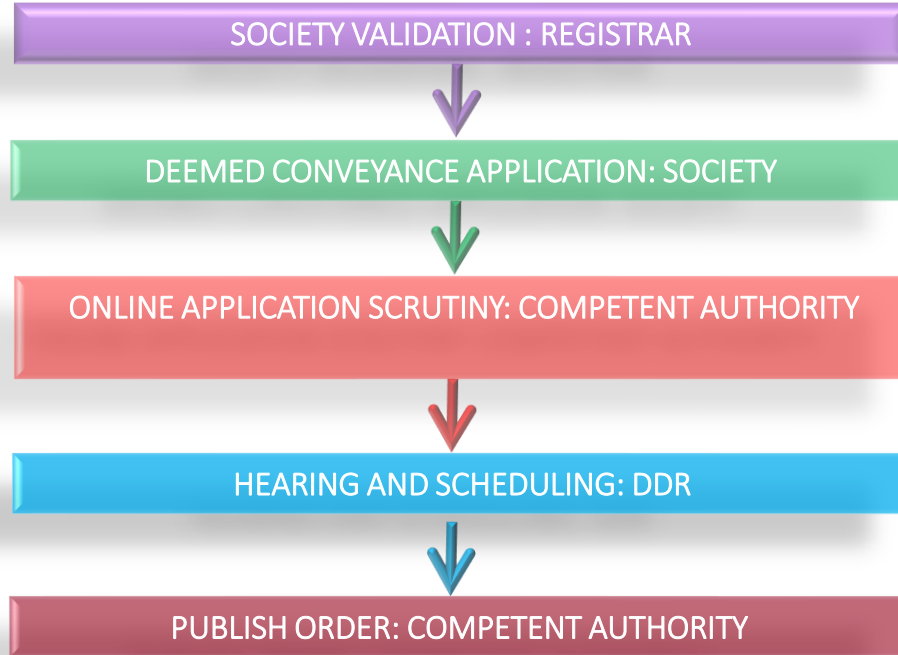 SOCIETY VALIDATION : REGISTRAR
DEEMED CONVEYANCE APPLICATION: SOCIETY
ONLINE APPLICATION SCRUTINY: COMPETENT AUTHORITY
HEARING AND SCHEDULING: DDR
PUBLISH ORDER: COMPETENT AUTHORITY